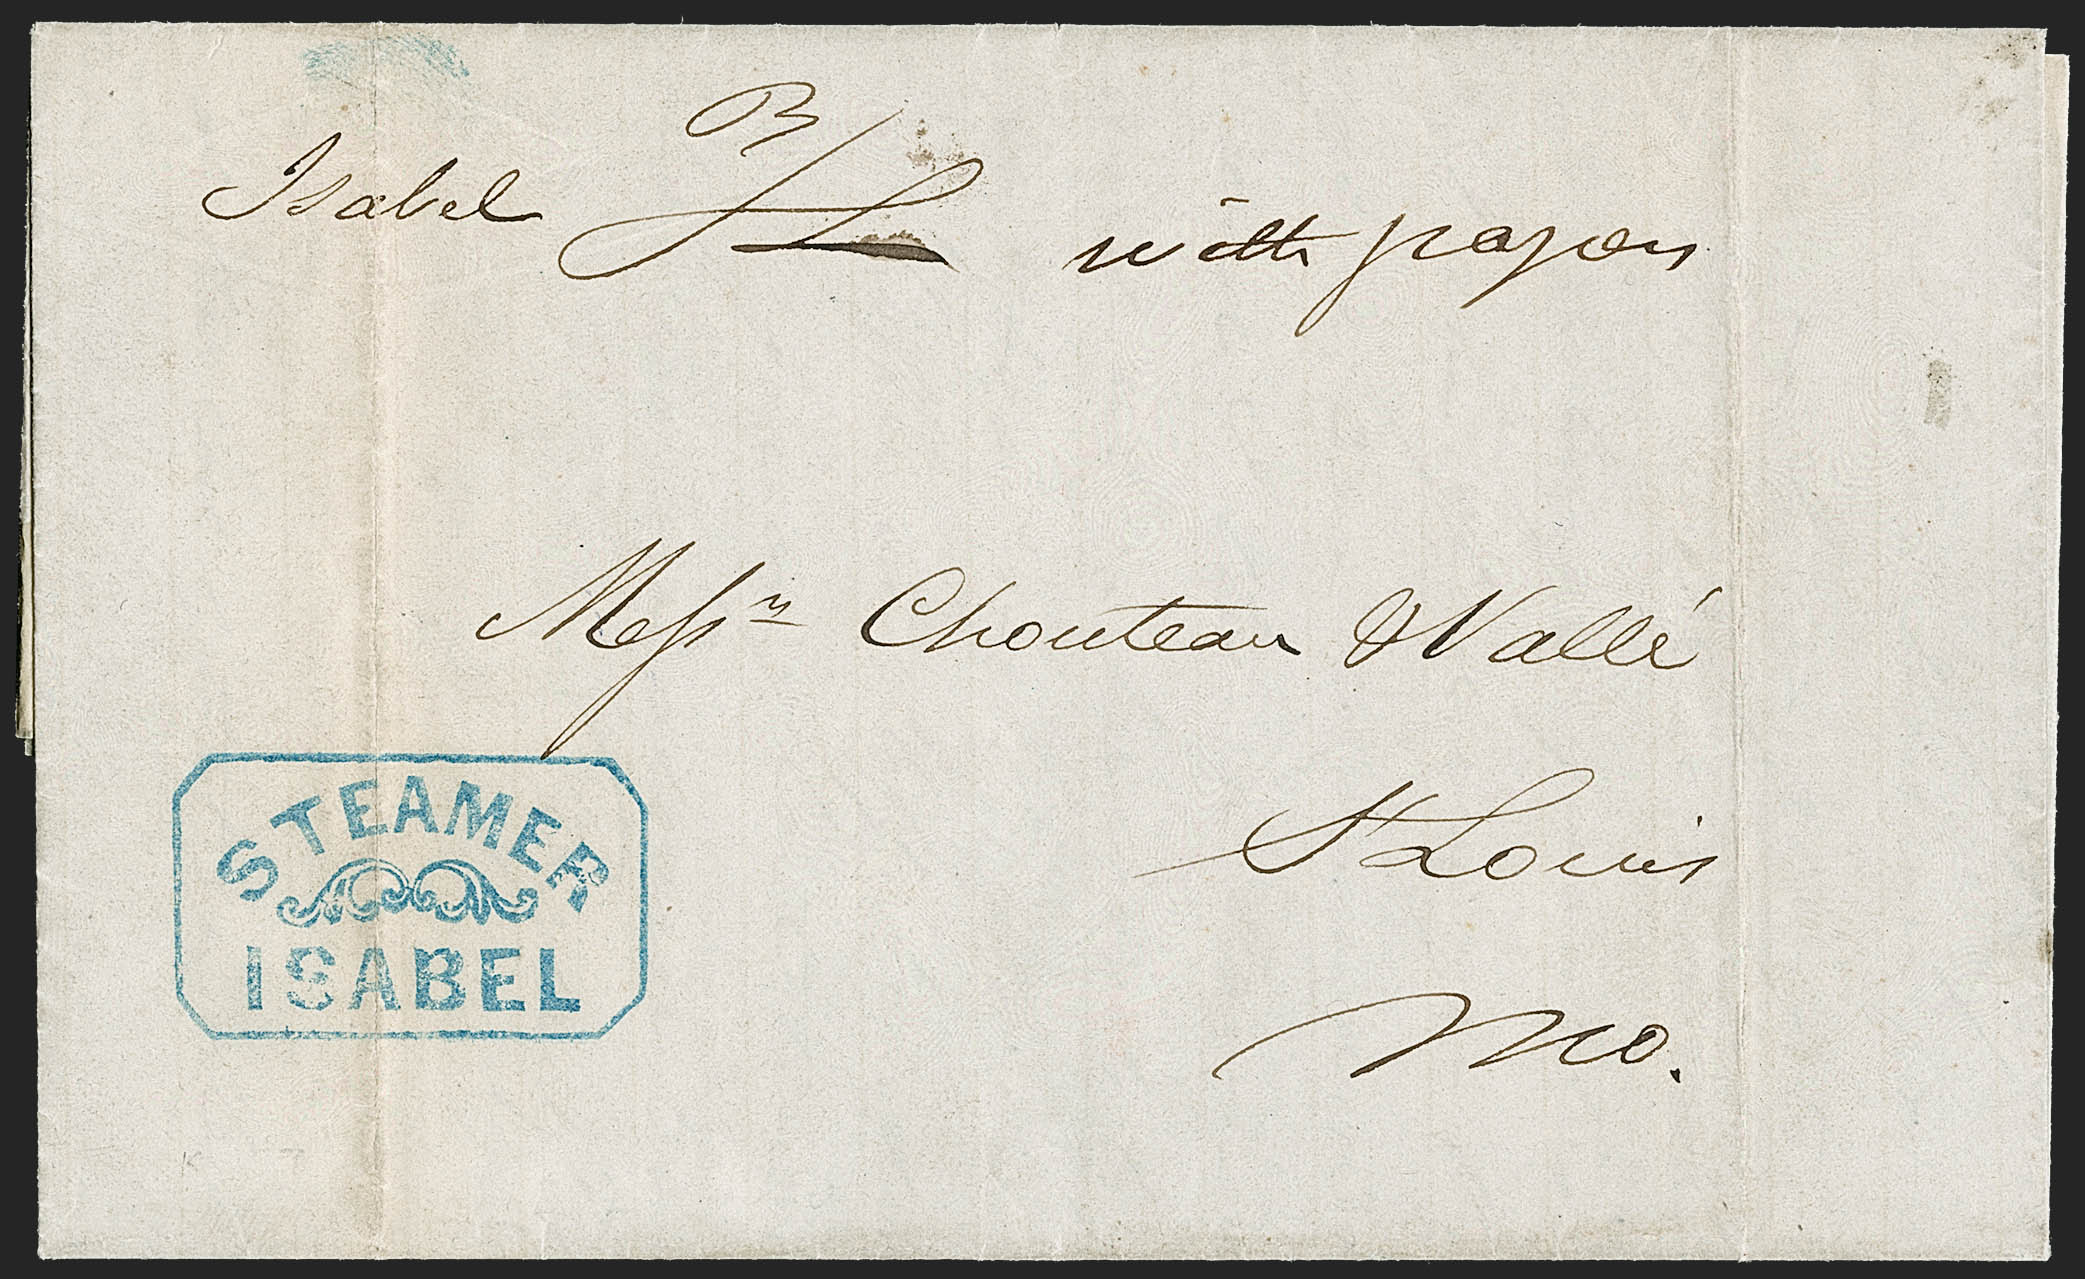 Isabel B/L with papers
Messrs Chouteau & Vallé
St Louis
Mo.
STEAMER
ISABEL